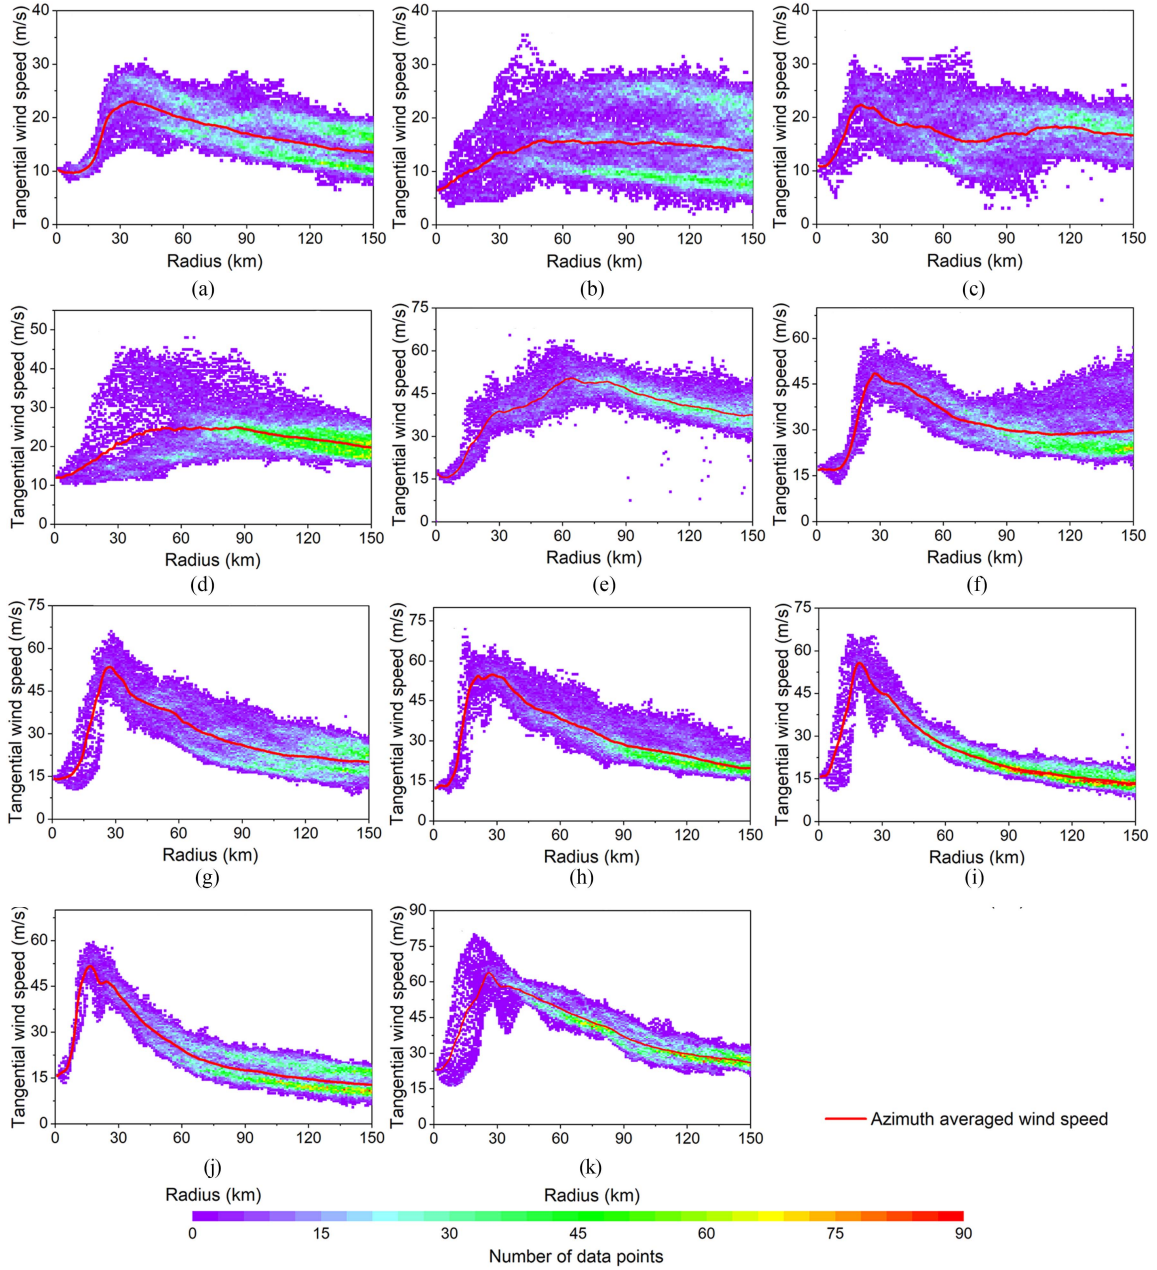 40 40 40
30 30 30
20 20 20
10 10 10
0 0 0
Tangential wind speed (m/s) Tangential wind speed (m/s) Tangential wind speed (m/s)
0 30 60 90 120 150 0 30 60 90 120 150 0 30 60 90 120 150
Radius (km) Radius (km) Radius (km)
(a) (b) (c)
50 75 75
40 60 60
30 45 45
20 30 30
10 15 15
0 0 0
Tangential wind speed (m/s) Tangential wind speed (m/s) Tangential wind speed (m/s)
0 30 60 90 120 150 0 30 60 90 120 150 0 30 60 90 120 150
Radius (km) Radius (km) Radius (km)
(d) (e) (f)
75 75 75
60 60 60
45 45 45
30 30 30
15 15 15
0 0 0
Tangential wind speed (m/s) Tangential wind speed (m/s) Tangential wind speed (m/s)
0 30 60 90 120 150 0 30 60 90 120 150 0 30 60 90 120 150
Radius (km) Radius (km) Radius (km)
(g) (h) (i)
60 90
45 75
30 60
15 45
0 30
15
0
Tangential wind speed (m/s) Tangential wind speed (m/s)
0 30 60 90 120 150 0 30 60 90 120 150
Azimuth averaged wind speed
(j) (k)
Radius (km) Radius (km)
0 15 30 45 60 75 90
Number of data points